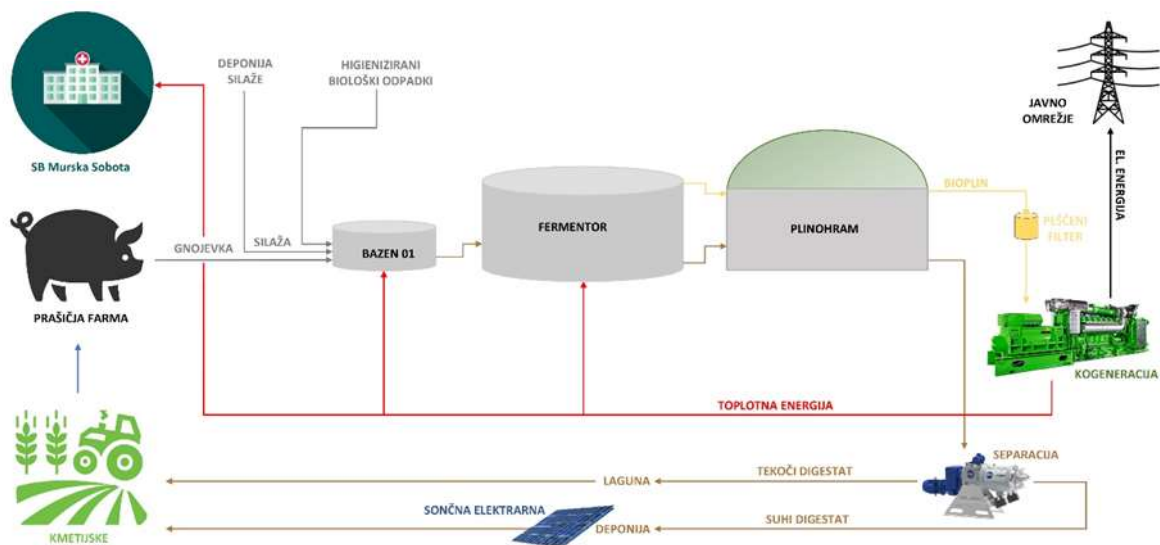 DEPONIJA
SILAŽE
HIGIENIZIRANI
BIOLOŠKI ODPADKI
JAVNO
OMREŽJE
SB Murska Sobota
EL. ENERGIJA
BIOPLIN
PEŠČENI
FILTER
FERMENTOR
PLINOHRAM
GNOJEVKA
SILAŽA
BAZEN 01
PRAŠIČJA FARMA
KOGENERACIJA
TOPLOTNA ENERGIJA
SEPARACIJA
TEKOČI DIGESTAT
LAGUNA
SONČNA ELEKTRARNA
SUHI DIGESTAT
DEPONIJA
KMETIJSKE